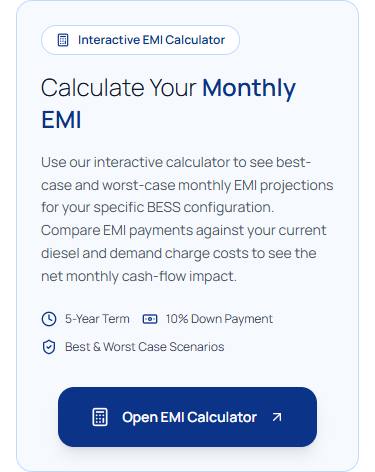 Interactive EMI Calculator
Calculate Your Monthly
EMI
Use our interactive calculator to see best-
case and worst-case monthly EMI projections
for your specific BESS configuration.
Compare EMI payments against your current
diesel and demand charge costs to see the
net monthly cash-flow impact.
5-Year Term 10% Down Payment
Best & Worst Case Scenarios
Open EMI Calculator